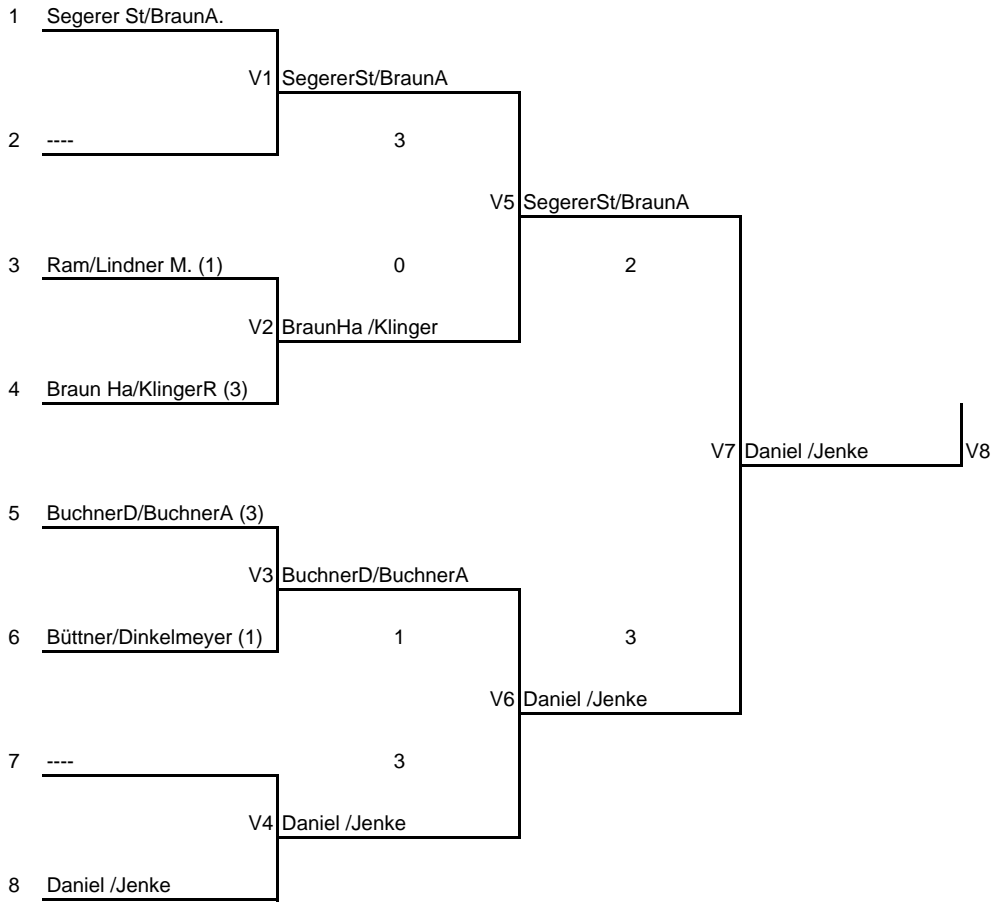 1 Segerer St/BraunA.
V1 SegererSt/BraunA
2 ---- 3
V5 SegererSt/BraunA
3 Ram/Lindner M. (1) 0 2
V2 BraunHa /Klinger
4 Braun Ha/KlingerR (3)
V7 Daniel /Jenke V8
5 BuchnerD/BuchnerA (3)
V3 BuchnerD/BuchnerA
6 Büttner/Dinkelmeyer (1) 1 3
V6 Daniel /Jenke
7 ---- 3
V4 Daniel /Jenke
8 Daniel /Jenke